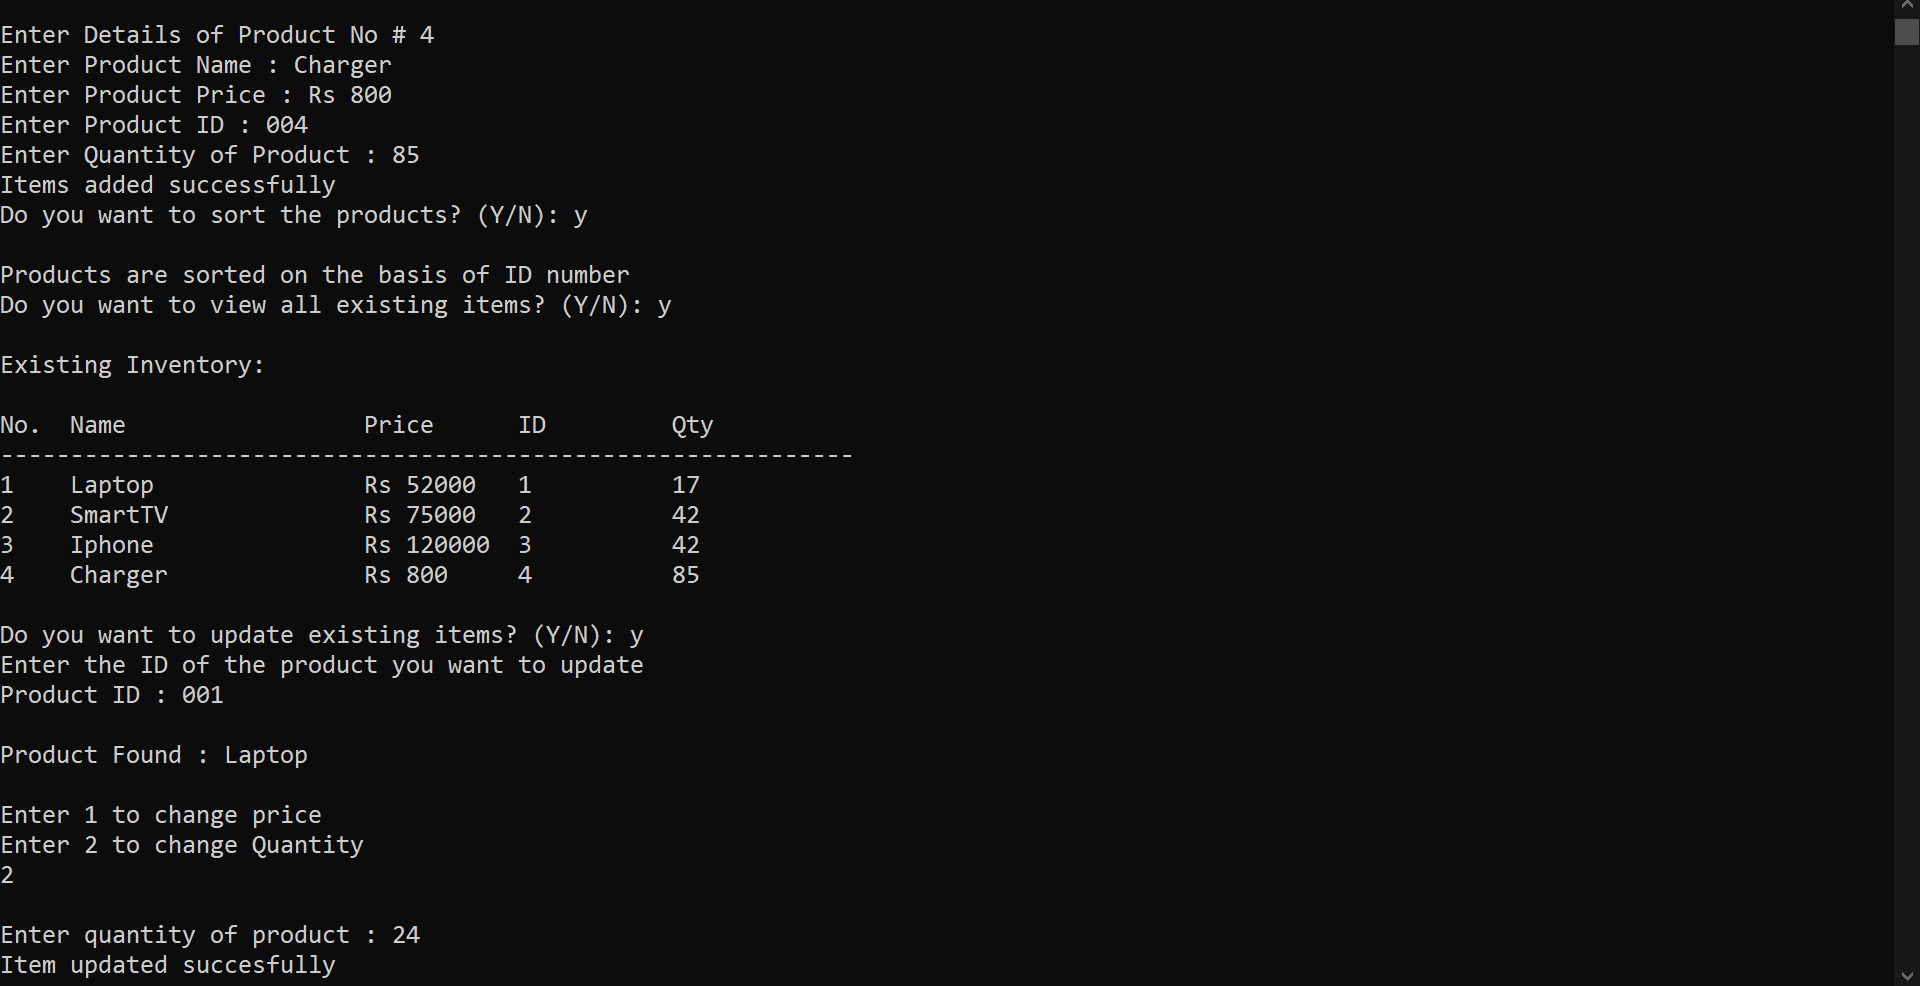 Enter Details of Product No # 4
Enter Product Name : Charger
Enter Product Price : Rs 800
Enter Product ID : 004
Enter Quantity of Product : 85
Items added successfully
Do you want to sort the products? (Y/N): y
Products are sorted on the basis of ID number
Do you want to view all existing items? (Y/N): y
Existing Inventory:
No.  Name                 Price      ID         Qty
-------------------------------------------------------------
1    Laptop               Rs 52000   1          17
2    SmartTV              Rs 75000   2          42
3    Iphone               Rs 120000  3          42
4    Charger              Rs 800     4          85
Do you want to update existing items? (Y/N): y
Enter the ID of the product you want to update
Product ID : 001
Product Found : Laptop
Enter 1 to change price
Enter 2 to change Quantity
2
Enter quantity of product : 24
Item updated succesfully